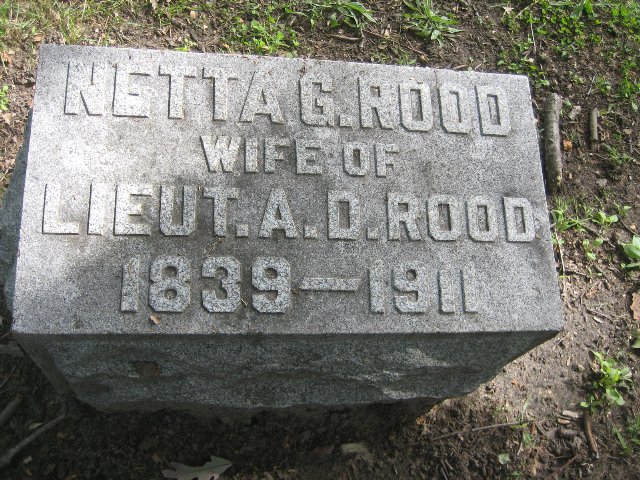 NETTA G. ROOD
WIFE OF
LIEUT. A. D. ROOD
1839—1911